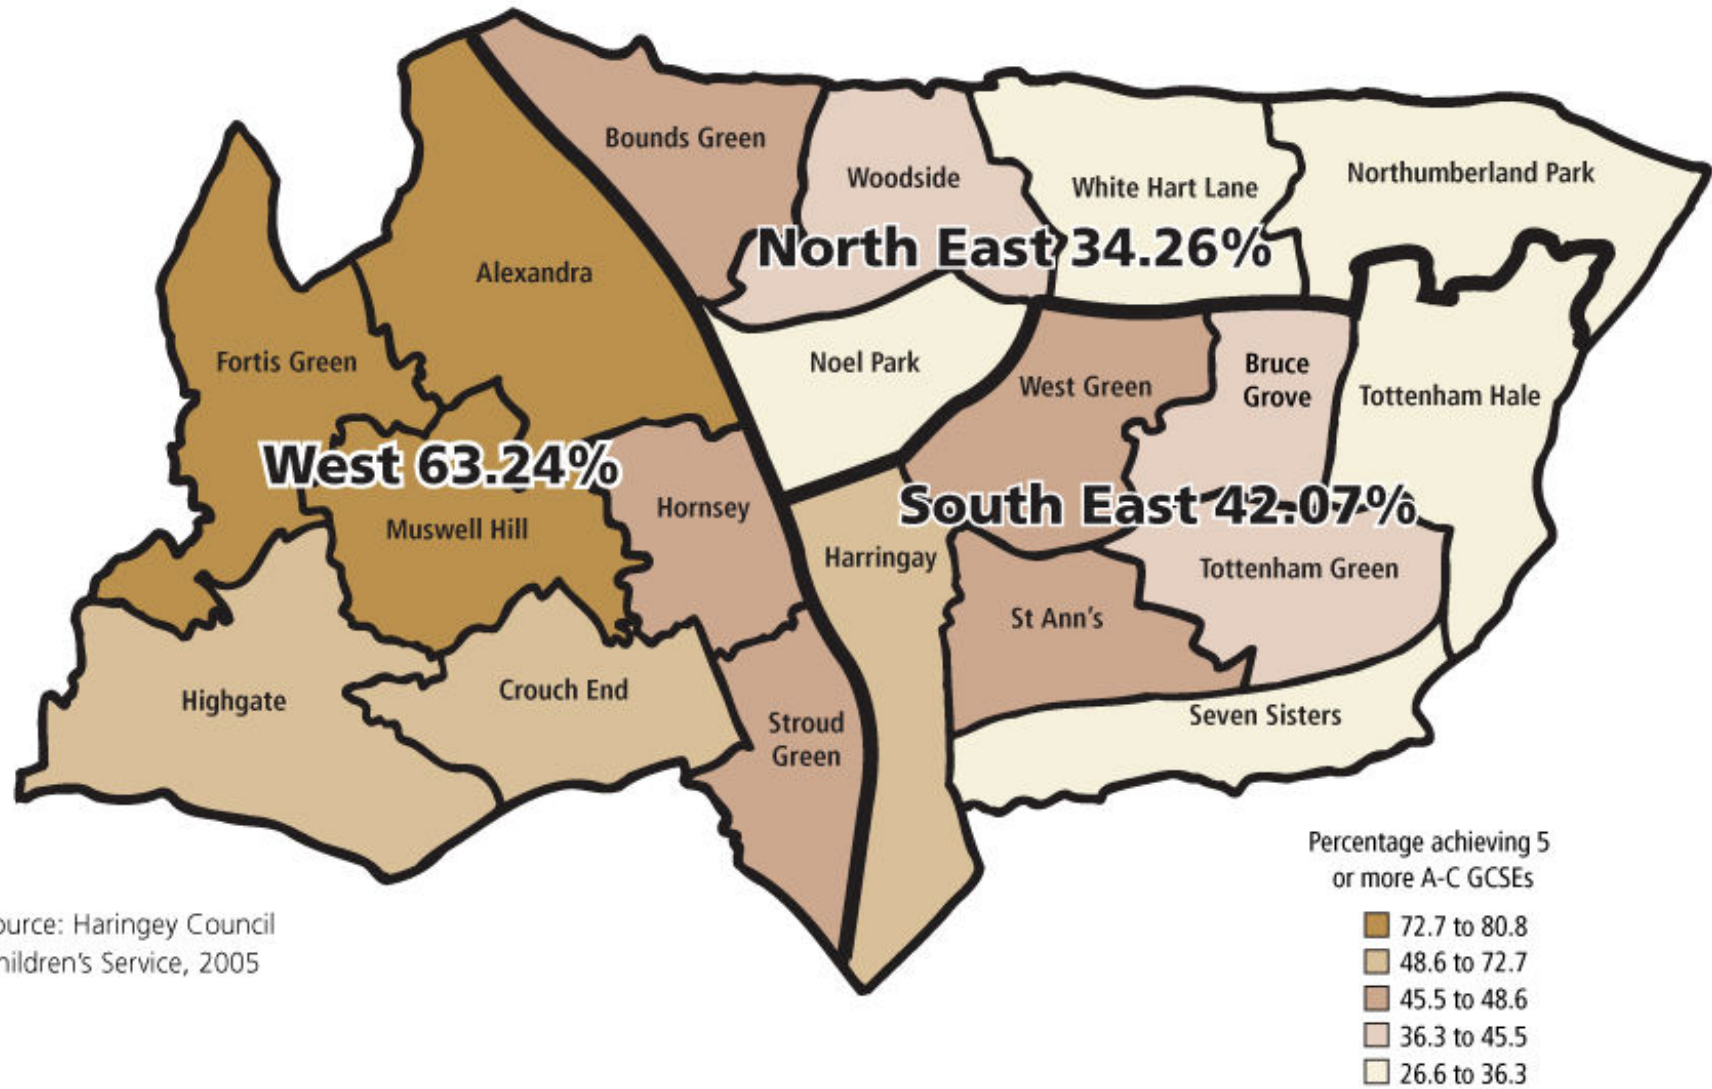 Bounds Green
Woodside
White Hart Lane
Northumberland Park
North East 34.26%
Alexandra
Fortis Green
Noel Park
West Green
Bruce
Grove
Tottenham Hale
West 63.24%
Muswell Hill
Hornsey
South East 42.07%
Harringay
Tottenham Green
St Ann's
Highgate
Crouch End
Stroud
Green
Seven Sisters
Percentage achieving 5
or more A-C GCSEs
72.7 to 80.8
48.6 to 72.7
45.5 to 48.6
36.3 to 45.5
26.6 to 36.3
ource: Haringey Council
hildren's Service, 2005